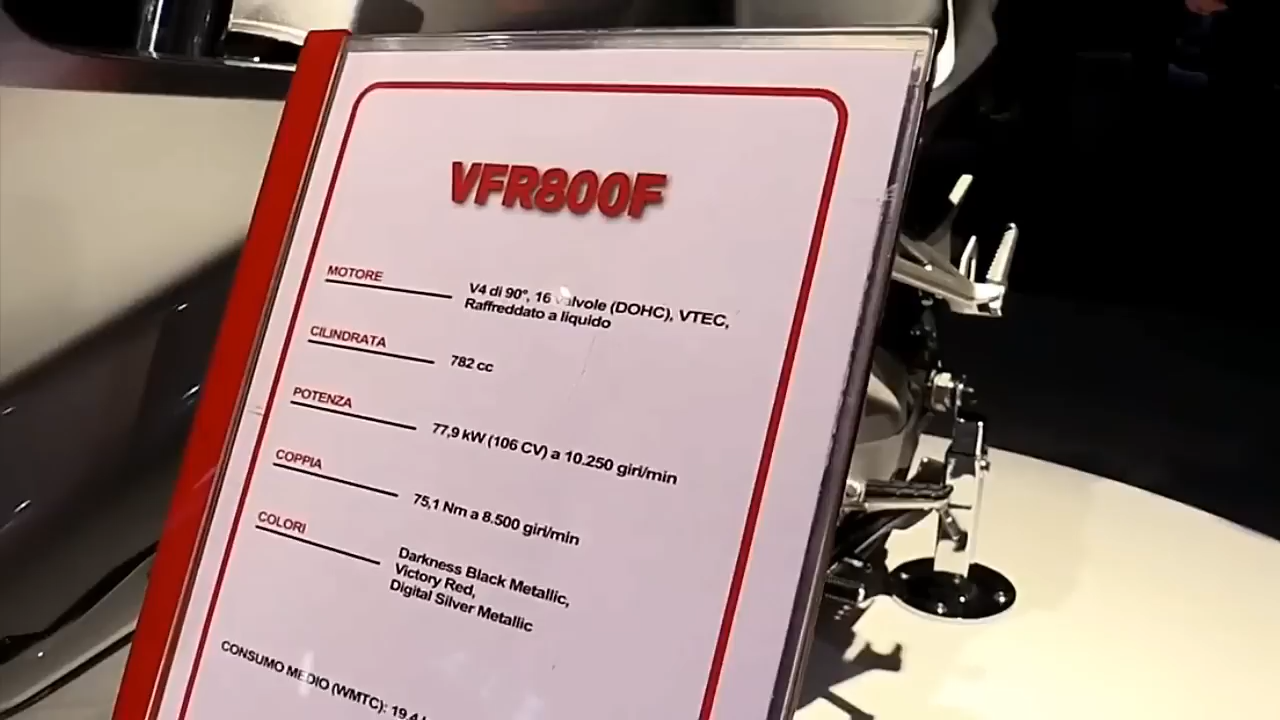 VFR800F
MOTORE
V4 di 90°, 16 valvole (DOHC), VTEC,
Raffreddato a liquido
CILINDRATA
782 cc
POTENZA
77,9 kW (106 CV) a 10.250 giri/min
COPPIA
75,1 Nm a 8.500 giri/min
COLORI
Darkness Black Metallic,
Victory Red,
Digital Silver Metallic
CONSUMO MEDIO (WMTC): 19.4